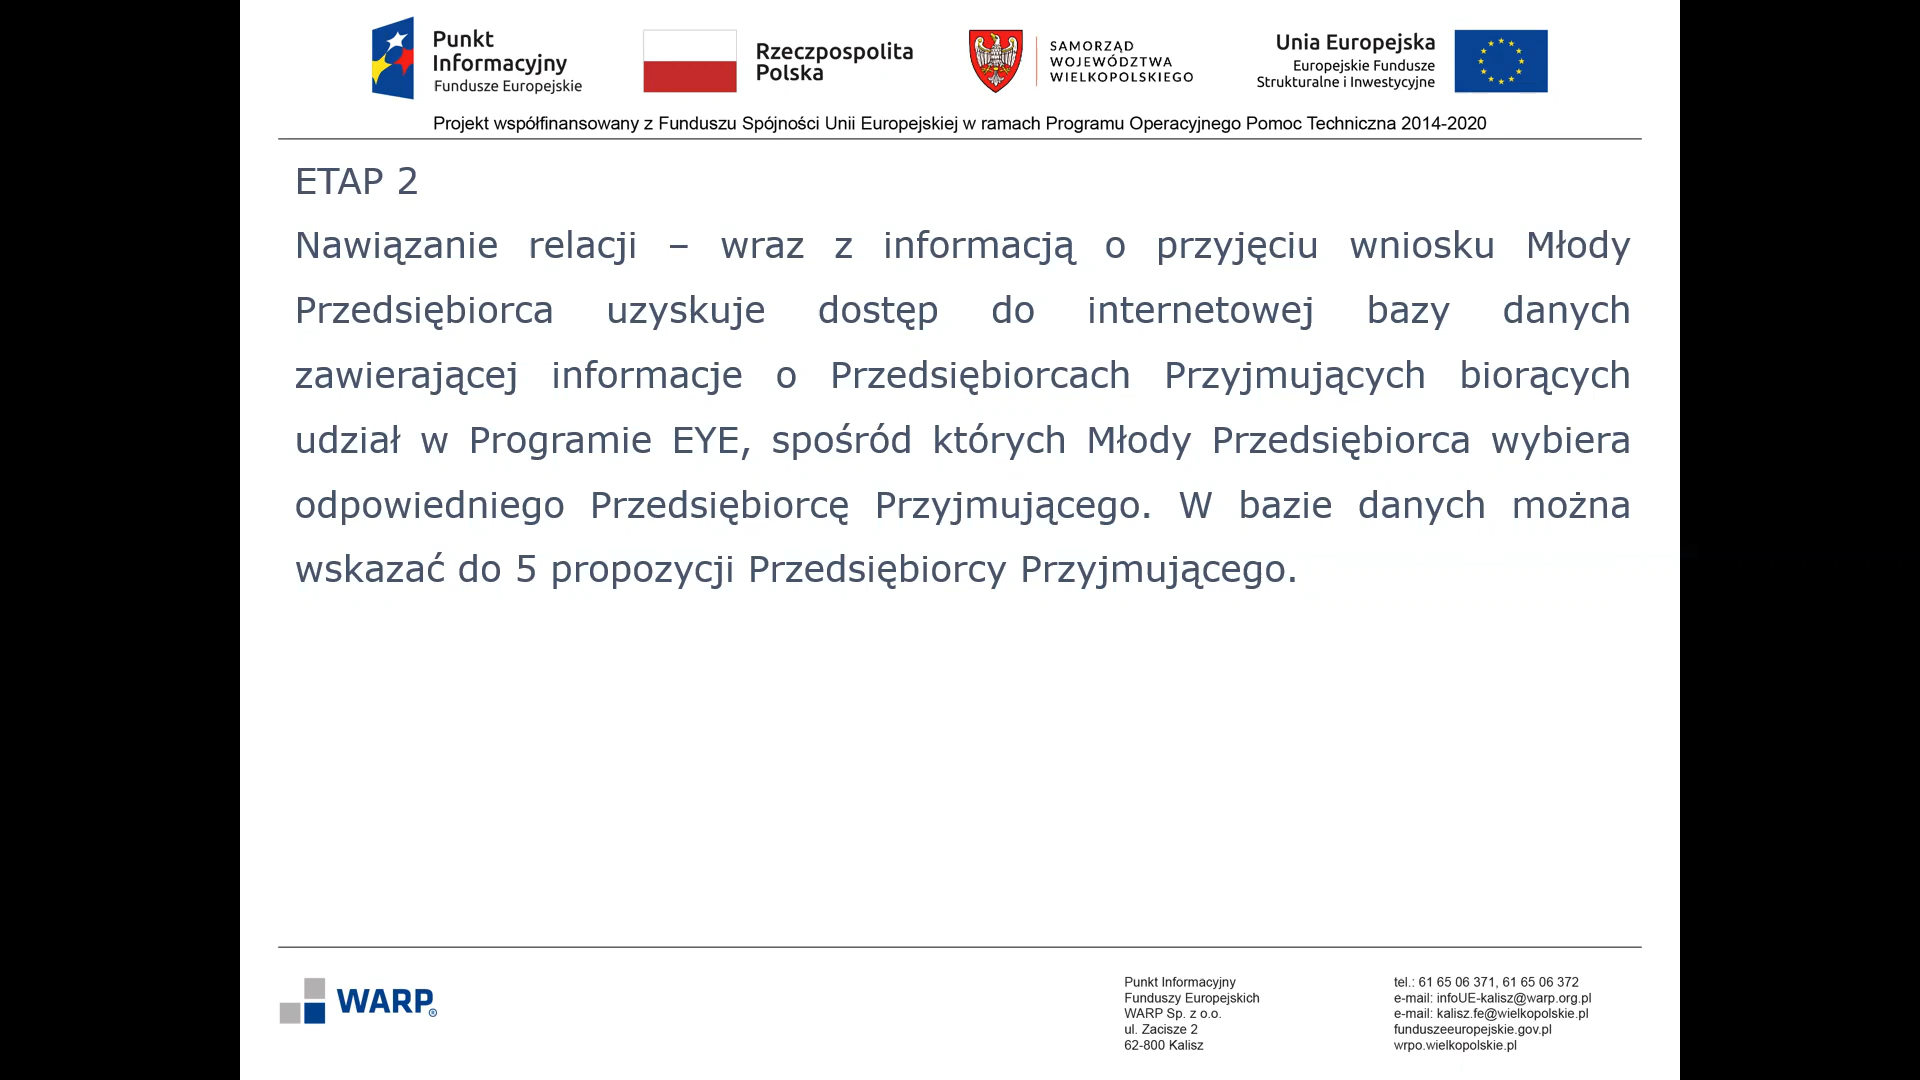 Punkt
Informacyjny
Fundusze Europejskie
Rzeczpospolita
Polska
SAMORZĄD
WOJEWÓDZTWA
WIELKOPOLSKIEGO
Unia Europejska
Europejskie Fundusze
Strukturalne i Inwestycyjne
Projekt współfinansowany z Funduszu Spójności Unii Europejskiej w ramach Programu Operacyjnego Pomoc Techniczna 2014-2020
ETAP 2
Nawiązanie relacji – wraz z informacją o przyjęciu wniosku Młody
Przedsiębiorca uzyskuje dostęp do internetowej bazy danych
zawierającej informacje o Przedsiębiorcach Przyjmujących biorących
udział w Programie EYE, spośród których Młody Przedsiębiorca wybiera
odpowiedniego Przedsiębiorcę Przyjmującego. W bazie danych można
wskazać do 5 propozycji Przedsiębiorcy Przyjmującego.
WARP®
Punkt Informacyjny
Funduszy Europejskich
WARP Sp. z o.o.
ul. Zacisze 2
62-800 Kalisz
tel.: 61 65 06 371, 61 65 06 372
e-mail: infoUE-kalisz@warp.org.pl
e-mail: kalisz.fe@wielkopolskie.pl
funduszeeuropejskie.gov.pl
wrpo.wielkopolskie.pl